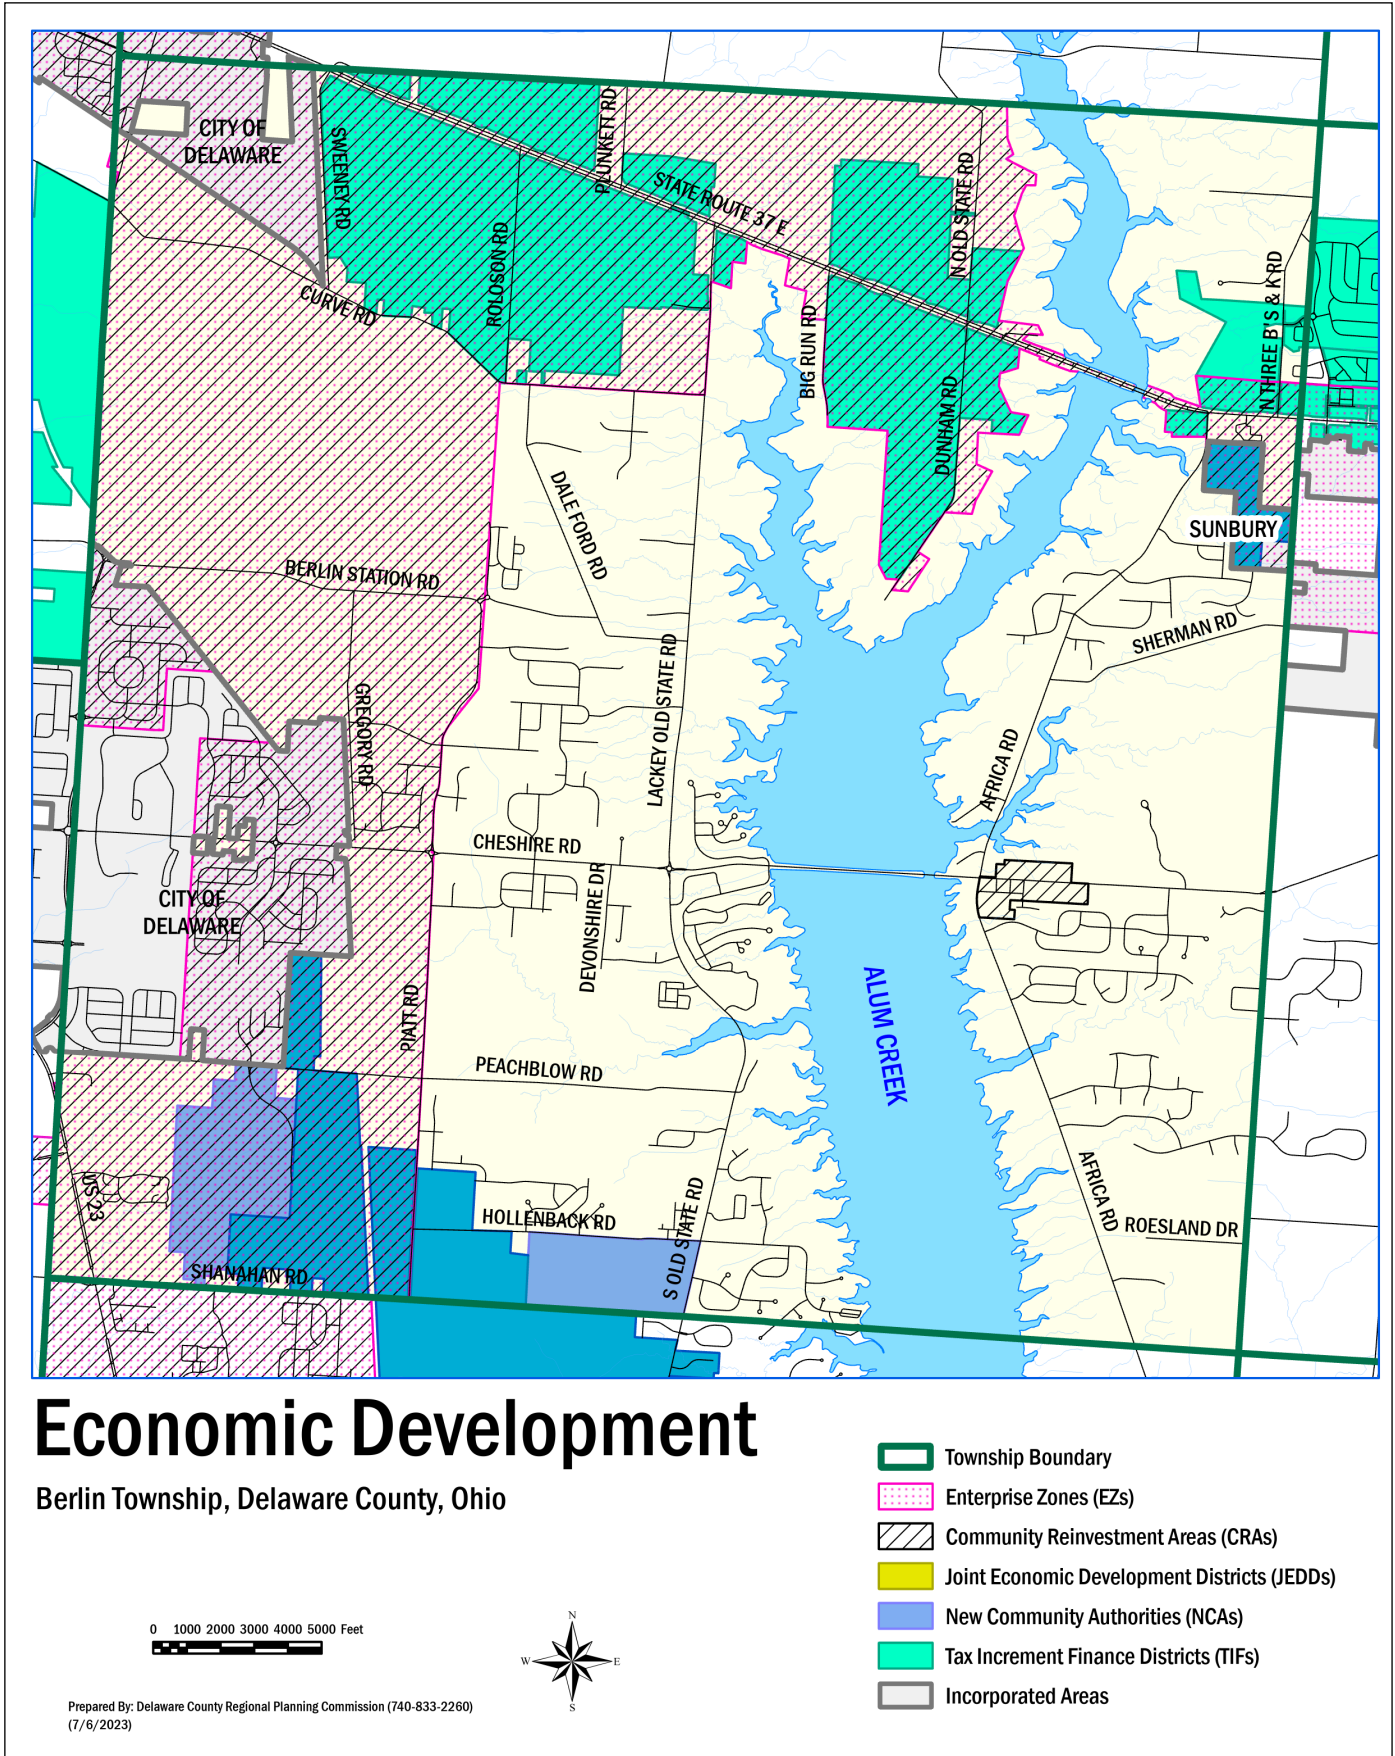 CITY OF
DELAWARE
SWEENEY RD
PLUNKETT RD
STATE ROUTE 37 E
N OLD STATE RD
ROLOSON RD
CURVE RD
BIG RUN RD
N THREE B'S & K RD
DUNHAM RD
DALE FORD RD
SUNBURY
BERLIN STATION RD
SHERMAN RD
GREGORY RD
LACKEY OLD STATE RD
AFRICA RD
CHESHIRE RD
CITY OF
DELAWARE
DEVONSHIRE DR
PIATT RD
ALUM CREEK
PEACHBLOW RD
US 23
HOLLENBACK RD
S OLD STATE RD
AFRICA RD
ROESLAND DR
SHANAHAN RD
Economic Development
Berlin Township, Delaware County, Ohio
Township Boundary
Enterprise Zones (EZs)
Community Reinvestment Areas (CRAs)
Joint Economic Development Districts (JEDDs)
New Community Authorities (NCAs)
Tax Increment Finance Districts (TIFs)
Incorporated Areas
0 1000 2000 3000 4000 5000 Feet
N
W E
S
Prepared By: Delaware County Regional Planning Commission (740-833-2260)
(7/6/2023)